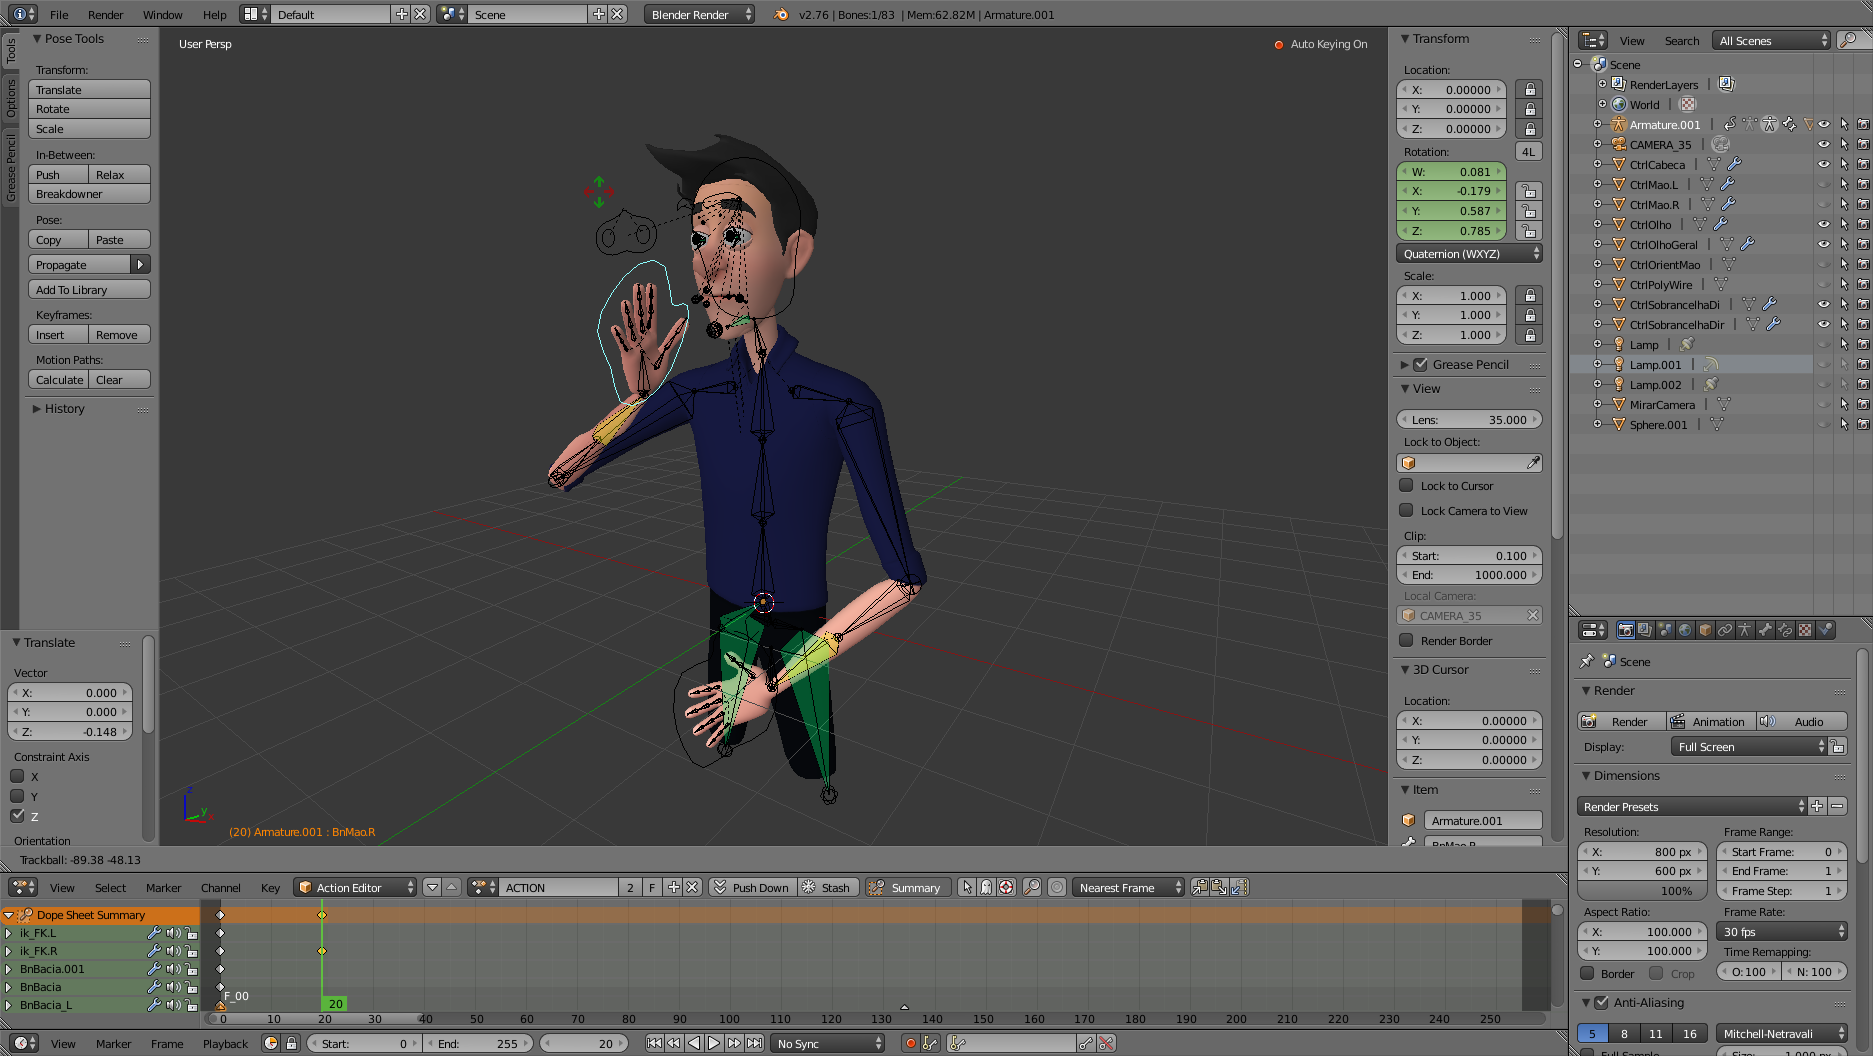 File Render Window Help Default Scene Blender Render v2.76 | Bones:1/83 | Mem:62.82M | Armature.001
Tools
Options
Grease Pencil
Pose Tools
Transform:
Translate
Rotate
Scale
In-Between:
Push Relax
Breakdowner
Pose:
Copy Paste
Propagate
Add To Library
Keyframes:
Insert Remove
Motion Paths:
Calculate Clear
History
Translate
Vector
X: 0.000
Y: 0.000
Z: -0.148
Constraint Axis
X
Y
Z
Orientation
User Persp
Auto Keying On
z
y
x
(20) Armature.001 : BnMao.R
Transform
Location:
X: 0.00000
Y: 0.00000
Z: 0.00000
Rotation: 4L
W: 0.081
X: -0.179
Y: 0.587
Z: 0.785
Quaternion (WXYZ)
Scale:
X: 1.000
Y: 1.000
Z: 1.000
Grease Pencil
View
Lens: 35.000
Lock to Object:
Lock to Cursor
Lock Camera to View
Clip:
Start: 0.100
End: 1000.000
Local Camera:
CAMERA_35
Render Border
3D Cursor
Location:
X: 0.00000
Y: 0.00000
Z: 0.00000
Item
Armature.001
BnMao.R
View Search All Scenes
Scene
RenderLayers |
World |
Armature.001 |
CAMERA_35 |
CtrlCabeca |
CtrlMao.L |
CtrlMao.R |
CtrlOlho |
CtrlOlhoGeral |
CtrlOrientMao |
CtrlPolyWire |
CtrlSobrancelhaDi |
CtrlSobrancelhaDir |
Lamp |
Lamp.001 |
Lamp.002 |
MirarCamera |
Sphere.001 |
Scene
Render
Render Animation Audio
Display: Full Screen
Dimensions
Render Presets
Resolution: Frame Range:
X: 800 px Start Frame: 0
Y: 600 px End Frame: 1
100% Frame Step: 1
Aspect Ratio: Frame Rate:
X: 100.000 30 fps
Y: 100.000 Time Remapping:
Border Crop O: 100 N: 100
Anti-Aliasing
5 8 11 16 Mitchell-Netravali
Full Sample Size: 1.000 px
Trackball: -89.38 -48.13
View Select Marker Channel Key Action Editor ACTION 2 F Push Down Stash Summary Nearest Frame
Dope Sheet Summary
ik_FK.L
ik_FK.R
BnBacia.001
BnBacia
BnBacia_L
F_00
20
0 10 20 30 40 50 60 70 80 90 100 110 120 130 140 150 160 170 180 190 200 210 220 230 240 250
View Marker Frame Playback Start: 0 End: 255 20 No Sync